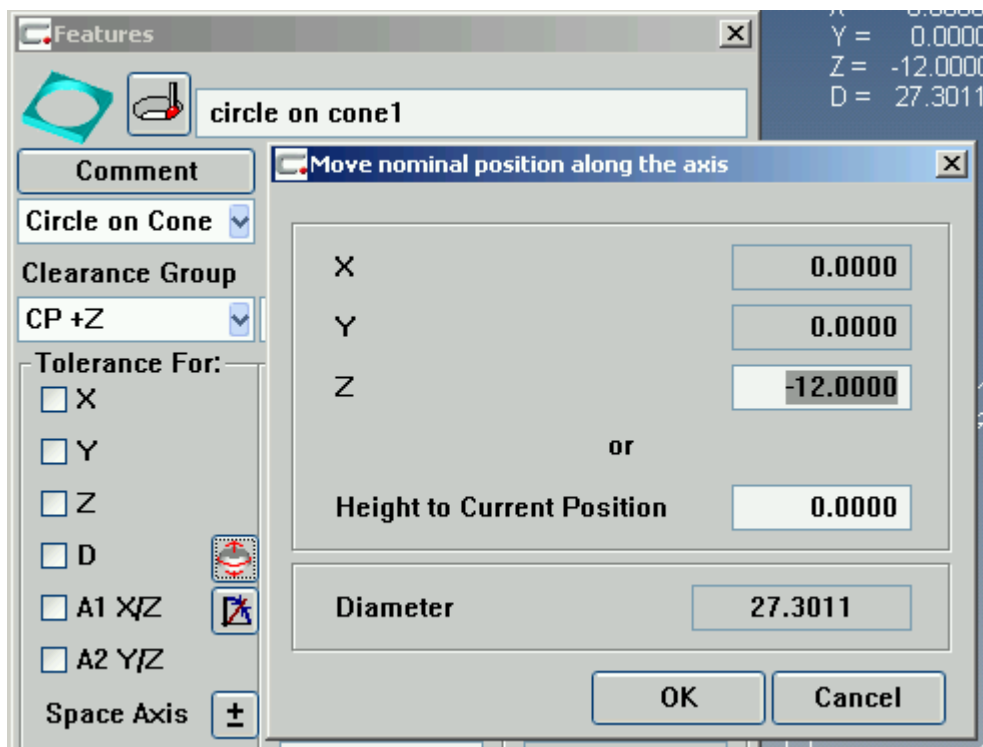 Features
Y = 0.0000
Z = -12.0000
D = 27.3011
circle on cone1
Comment
Move nominal position along the axis
Circle on Cone
Clearance Group
CP +Z
Tolerance For:
X
Y
Z
D
A1 X/Z
A2 Y/Z
Space Axis ±
X 0.0000
Y 0.0000
Z -12.0000
or
Height to Current Position 0.0000
Diameter 27.3011
OK Cancel